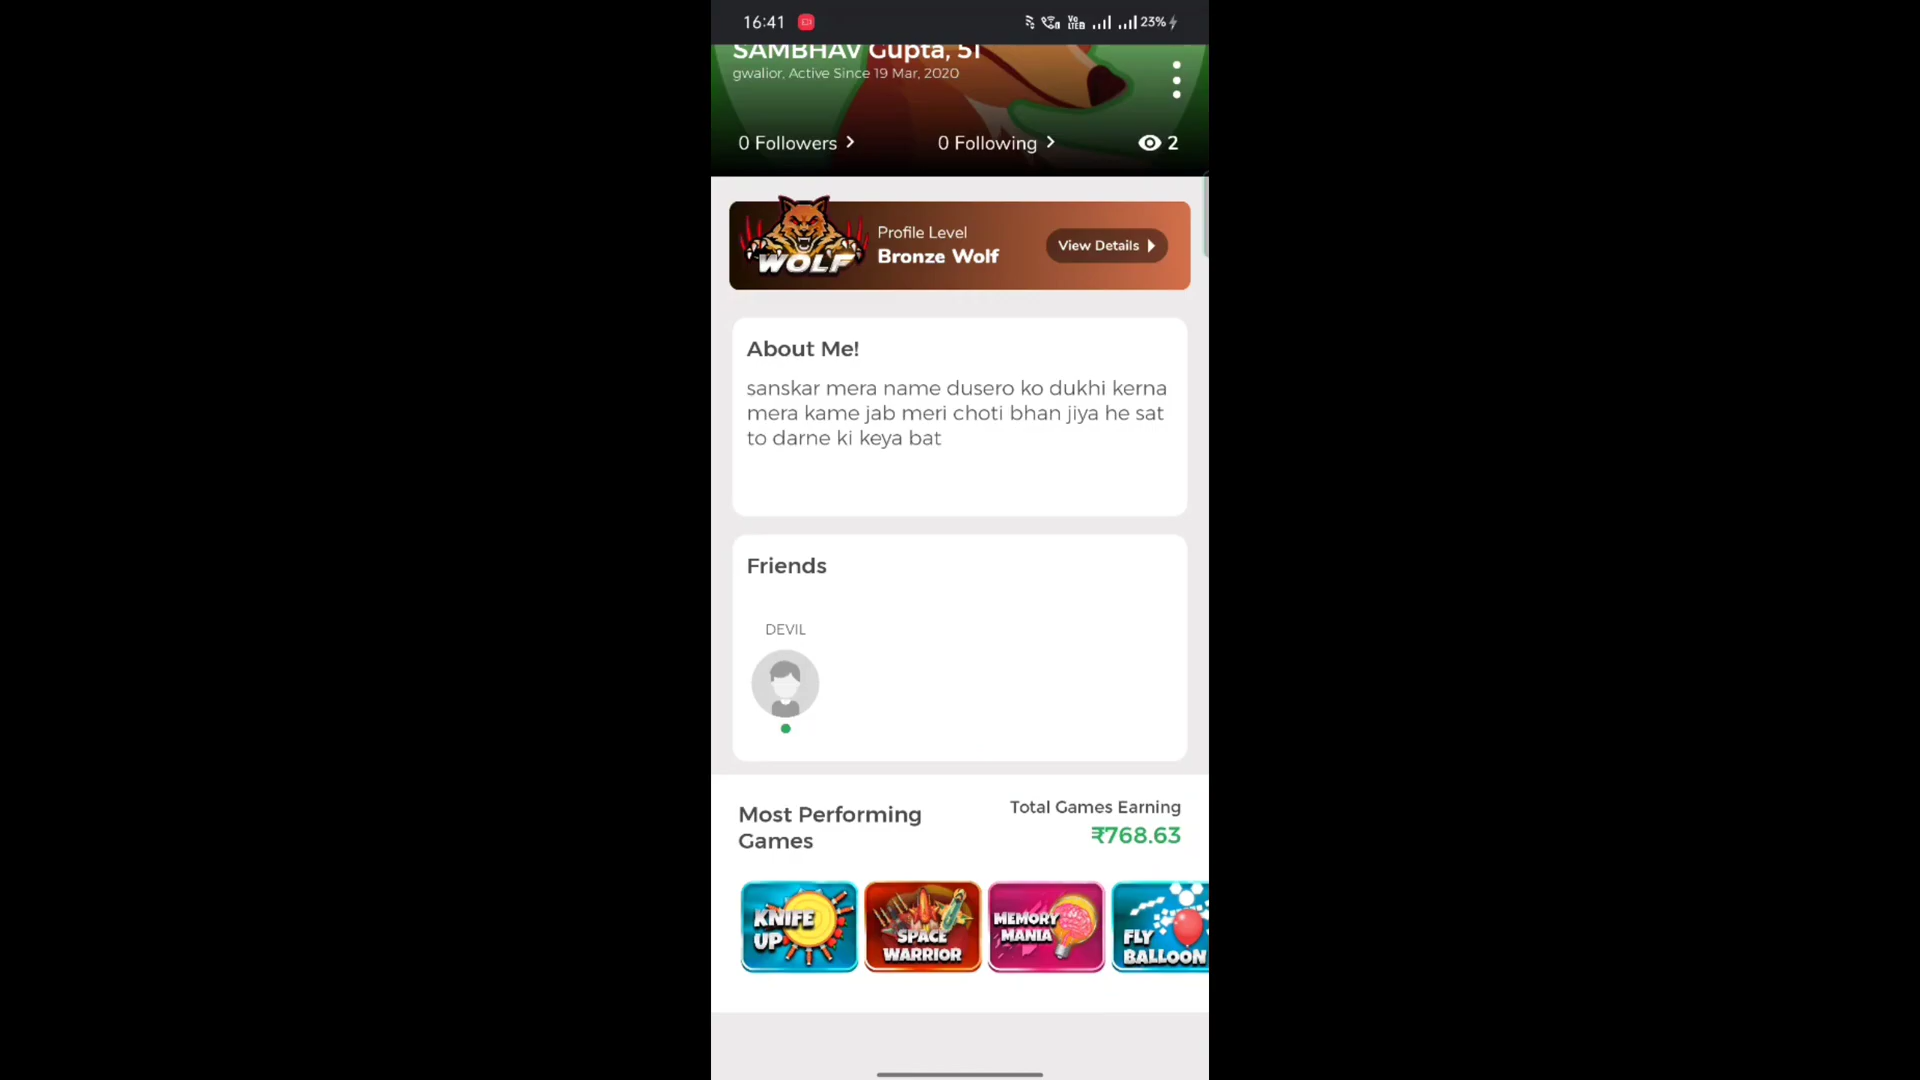 16:41
Vo LTE2
23%
SAMBHAV Gupta, 51
gwalior, Active Since 19 Mar, 2020
0 Followers
0 Following
2
WOLF
Profile Level
Bronze Wolf
View Details
About Me!
sanskar mera name dusero ko dukhi kerna
mera kame jab meri choti bhan jiya he sat
to darne ki keya bat
Friends
DEVIL
Most Performing
Games
Total Games Earning
₹768.63
KNIFE
UP
SPACE
WARRIOR
MEMORY
MANIA
FLY
BALLOON